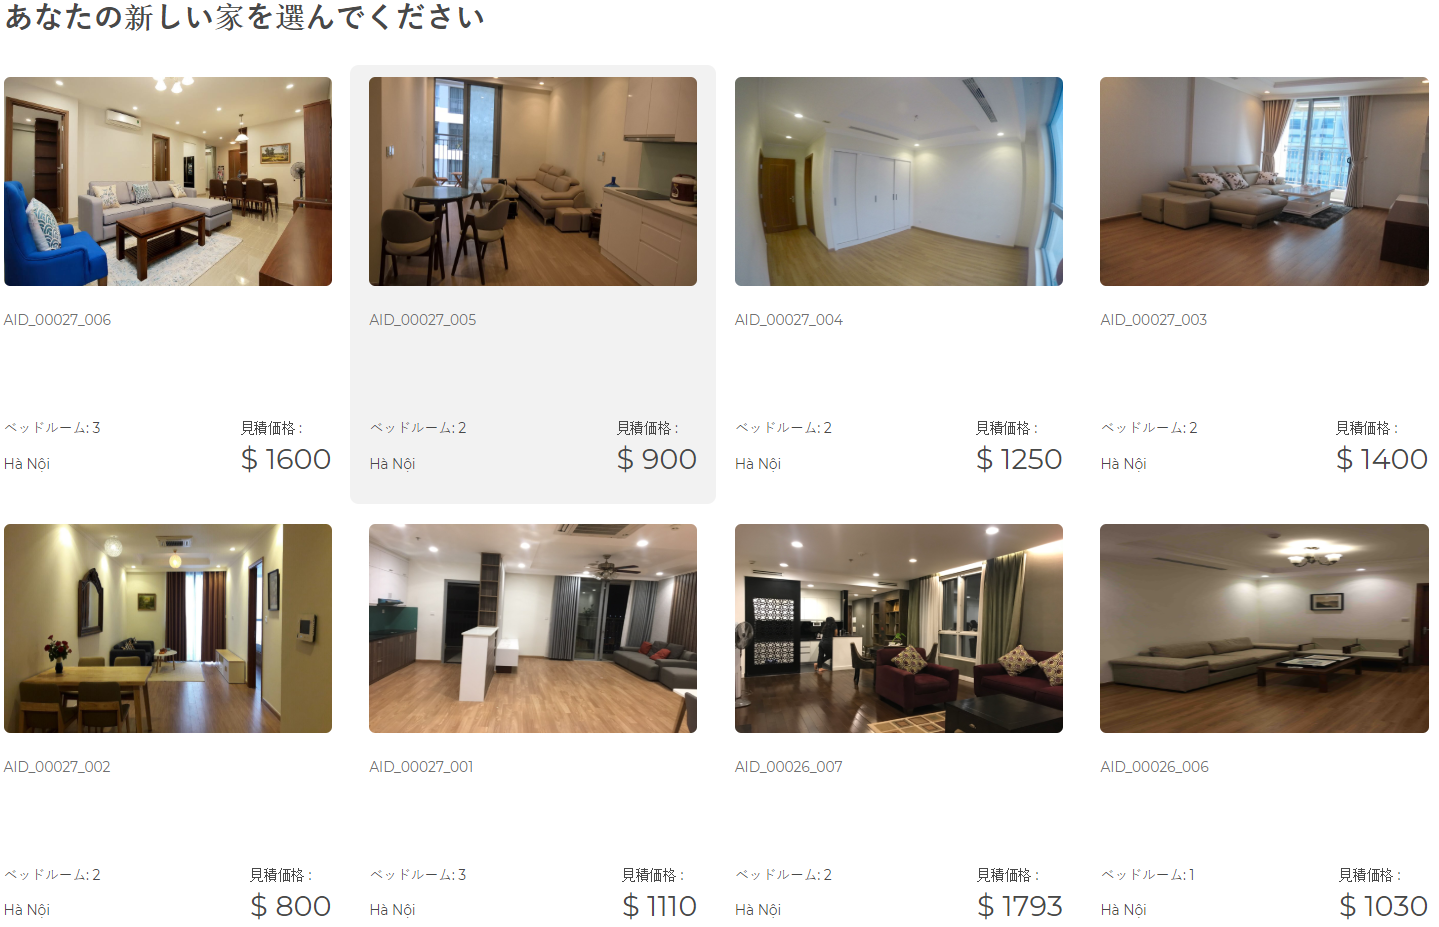 あなたの新しい家を選んでください
AID_00027_006
ベッドルーム: 3
見積価格 :
Hà Nội
$ 1600
AID_00027_005
ベッドルーム: 2
見積価格 :
Hà Nội
$ 900
AID_00027_004
ベッドルーム: 2
見積価格 :
Hà Nội
$ 1250
AID_00027_003
ベッドルーム: 2
見積価格 :
Hà Nội
$ 1400
AID_00027_002
ベッドルーム: 2
見積価格 :
Hà Nội
$ 800
AID_00027_001
ベッドルーム: 3
見積価格 :
Hà Nội
$ 1110
AID_00026_007
ベッドルーム: 2
見積価格 :
Hà Nội
$ 1793
AID_00026_006
ベッドルーム: 1
見積価格 :
Hà Nội
$ 1030